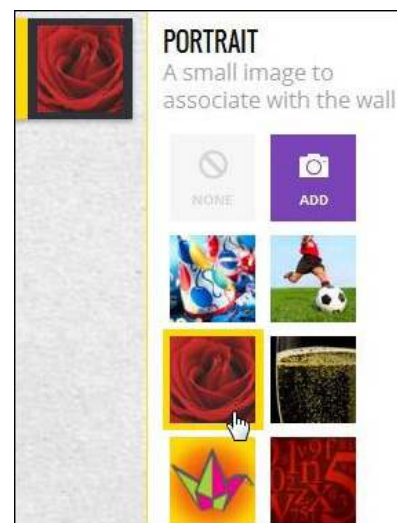 PORTRAIT
A small image to
associate with the wall
NONE
ADD